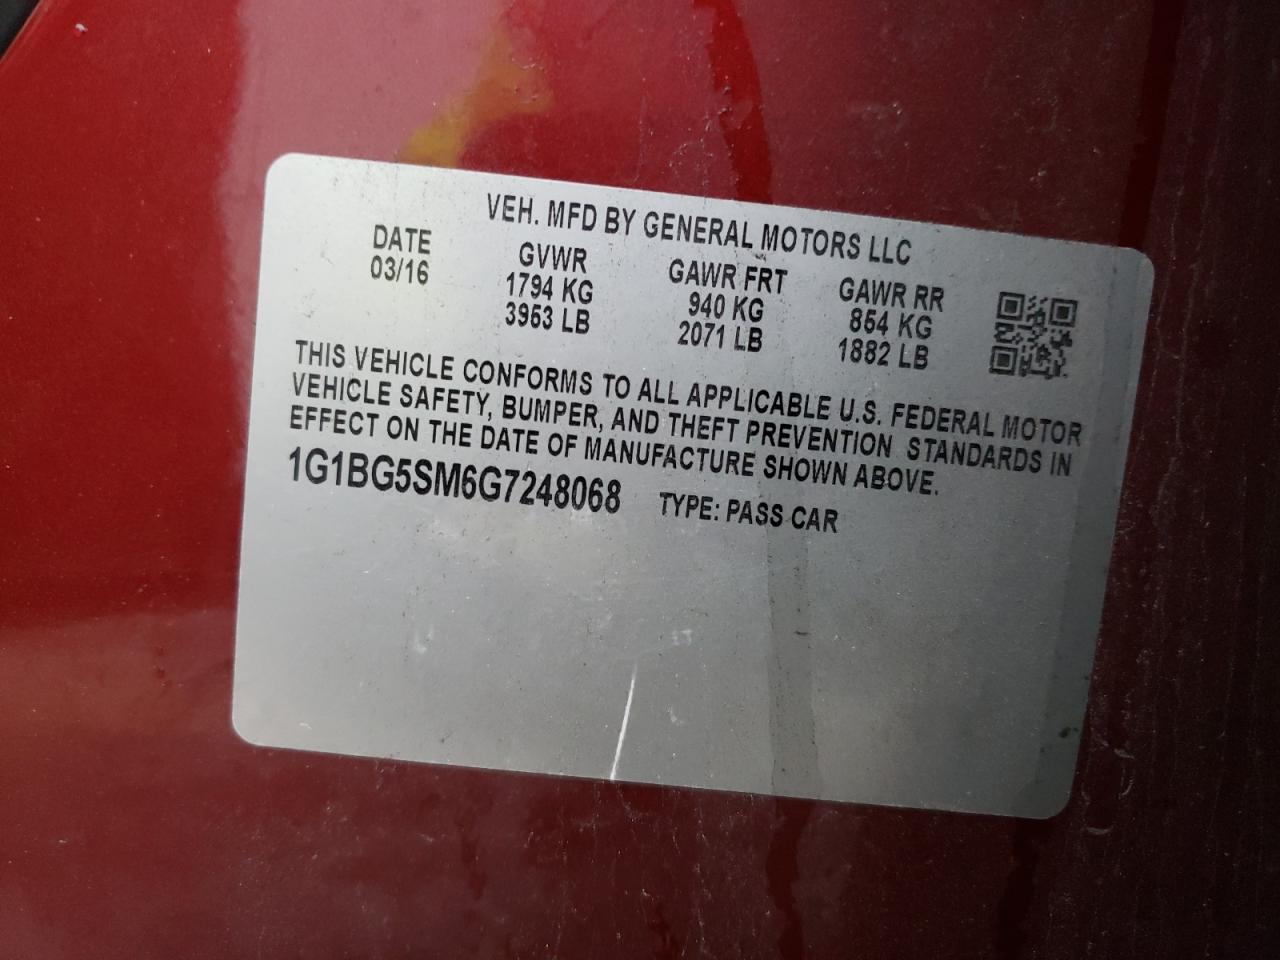 VEH. MFD BY GENERAL MOTORS LLC
DATE GVWR GAWR FRT GAWR RR
03/16 1794 KG 940 KG 854 KG
3953 LB 2071 LB 1882 LB
THIS VEHICLE CONFORMS TO ALL APPLICABLE U.S. FEDERAL MOTOR
VEHICLE SAFETY, BUMPER, AND THEFT PREVENTION STANDARDS IN
EFFECT ON THE DATE OF MANUFACTURE SHOWN ABOVE.
1G1BG5SM6G7248068 TYPE: PASS CAR